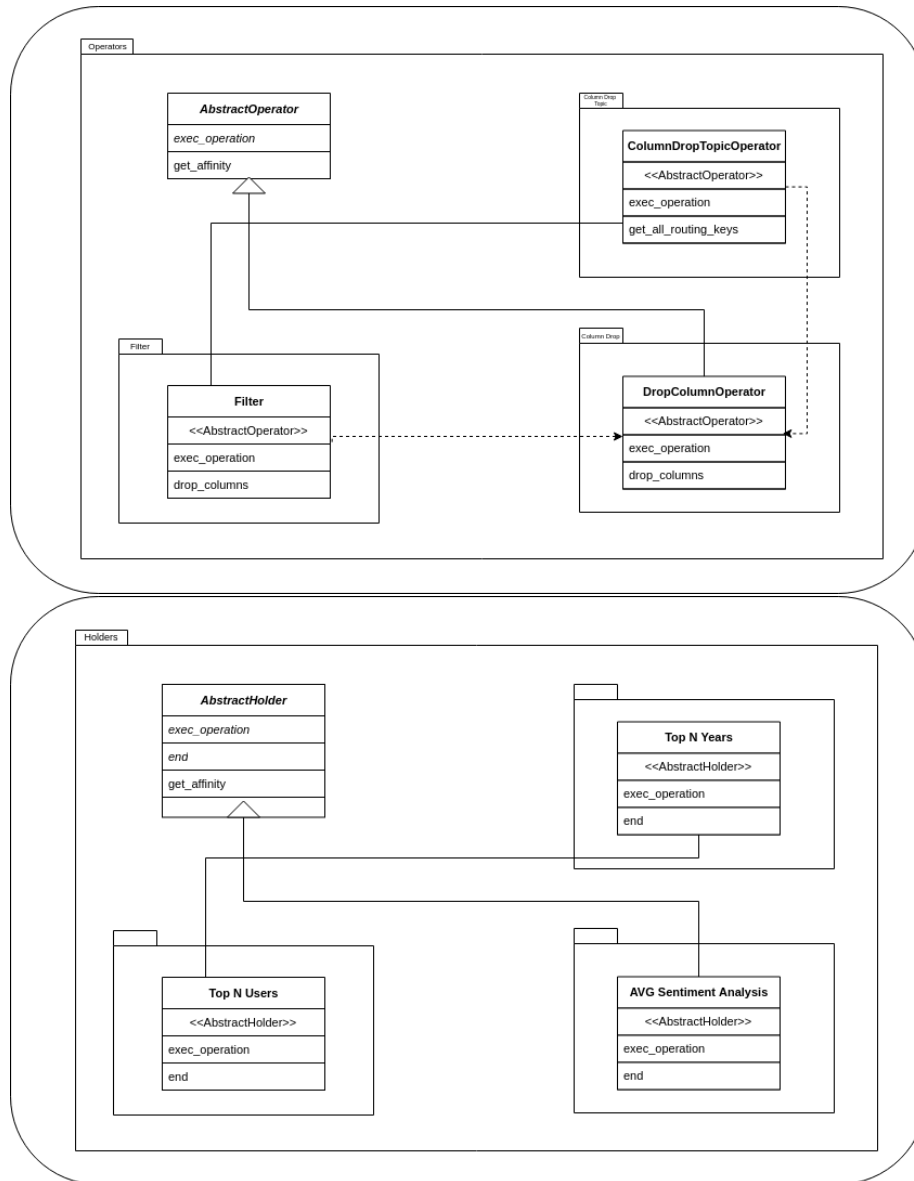 Operators
AbstractOperator
exec_operation
get_affinity
Column Drop
Topic
ColumnDropTopicOperator
<<AbstractOperator>>
exec_operation
get_all_routing_keys
Filter
Filter
<<AbstractOperator>>
exec_operation
drop_columns
Column Drop
DropColumnOperator
<<AbstractOperator>>
exec_operation
drop_columns
Holders
AbstractHolder
exec_operation
end
get_affinity
Top N Years
<<AbstractHolder>>
exec_operation
end
Top N Users
<<AbstractHolder>>
exec_operation
end
AVG Sentiment Analysis
<<AbstractHolder>>
exec_operation
end